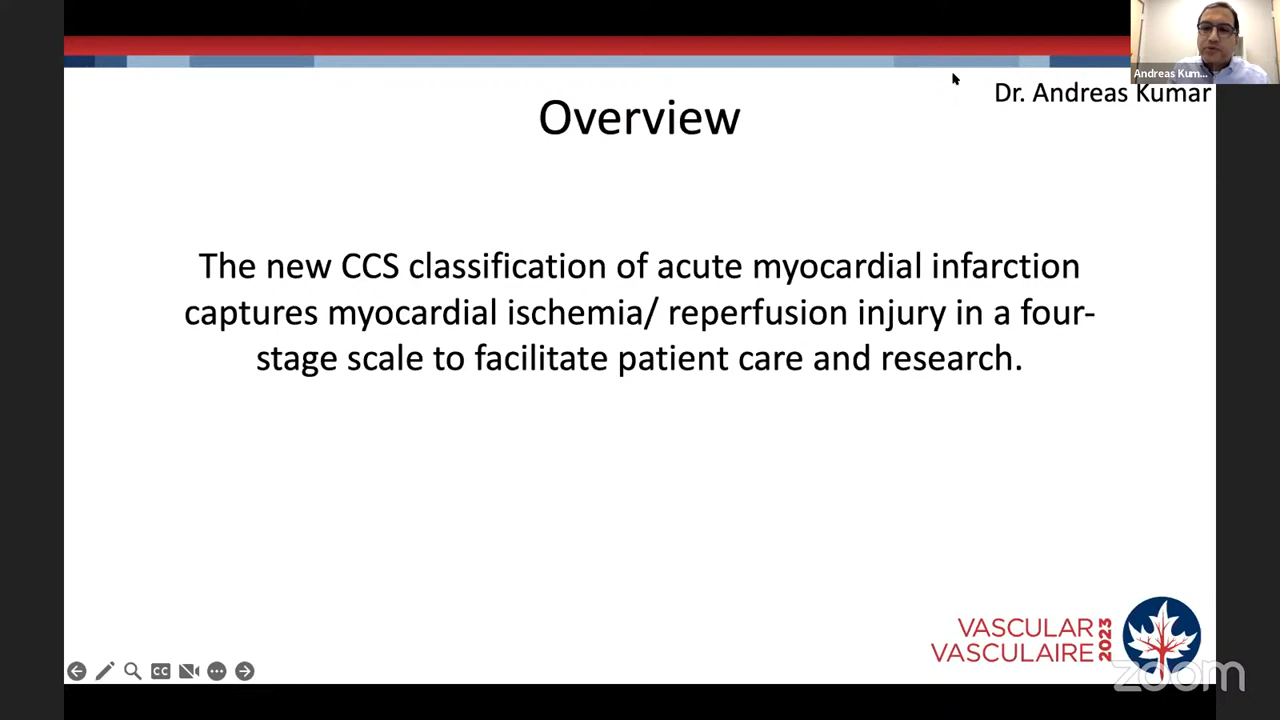 Andreas Kum...
Dr. Andreas Kumar
Overview
The new CCS classification of acute myocardial infarction
captures myocardial ischemia/ reperfusion injury in a four-
stage scale to facilitate patient care and research.
VASCULAR
VASCULAIRE
2023
zoom
CC